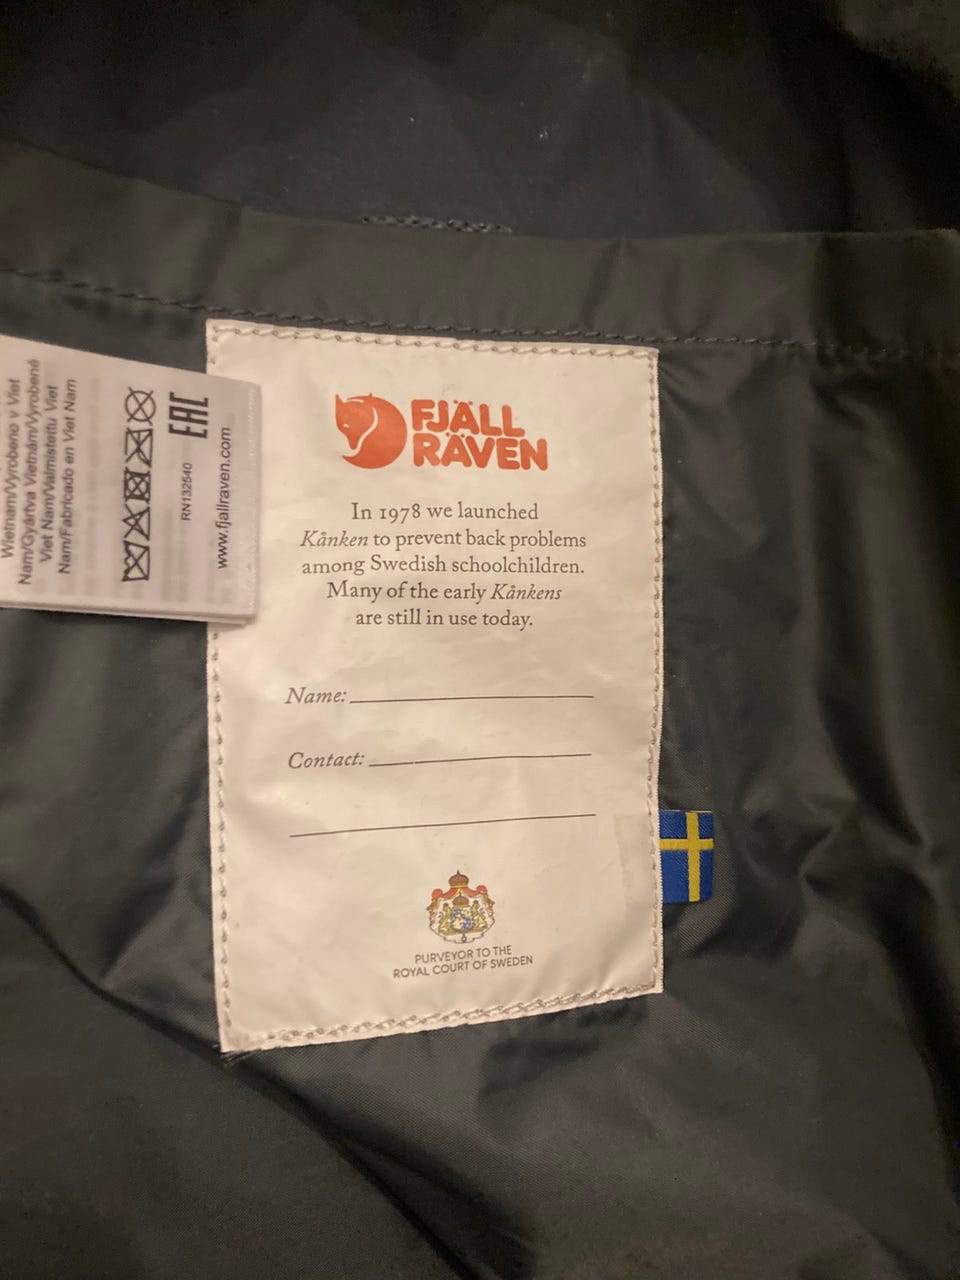 FJÄLL
RÄVEN
In 1978 we launched
Kånken to prevent back problems
among Swedish schoolchildren.
Many of the early Kånkens
are still in use today.
Name:
Contact:
PURVEYOR TO THE
ROYAL COURT OF SWEDEN
Wietnam/Vyrobeno v Viet
Nam/Gyártva Vietnám/Vyrobené
Viet Nam/Valmistettu Viet
Nam/Fabricado en Viet Nam
EAC
RN132540
www.fjallraven.com